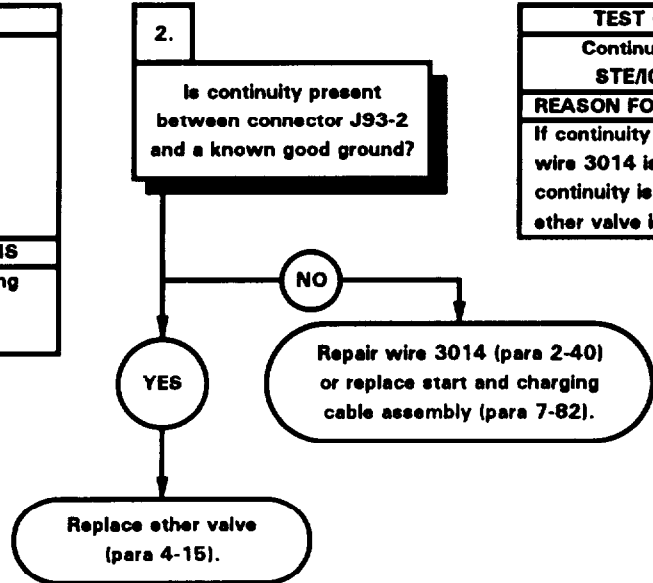 2.
Is continuity present
between connector J93-2
and a known good ground?
TEST
Continu
STE/IC
REASON FO
If continuity
wire 3014 is
continuity is
ether valve i
NS
ng
NO
YES
Repair wire 3014 (para 2-40)
or replace start and charging
cable assembly (para 7-82).
Replace ether valve
(para 4-15).